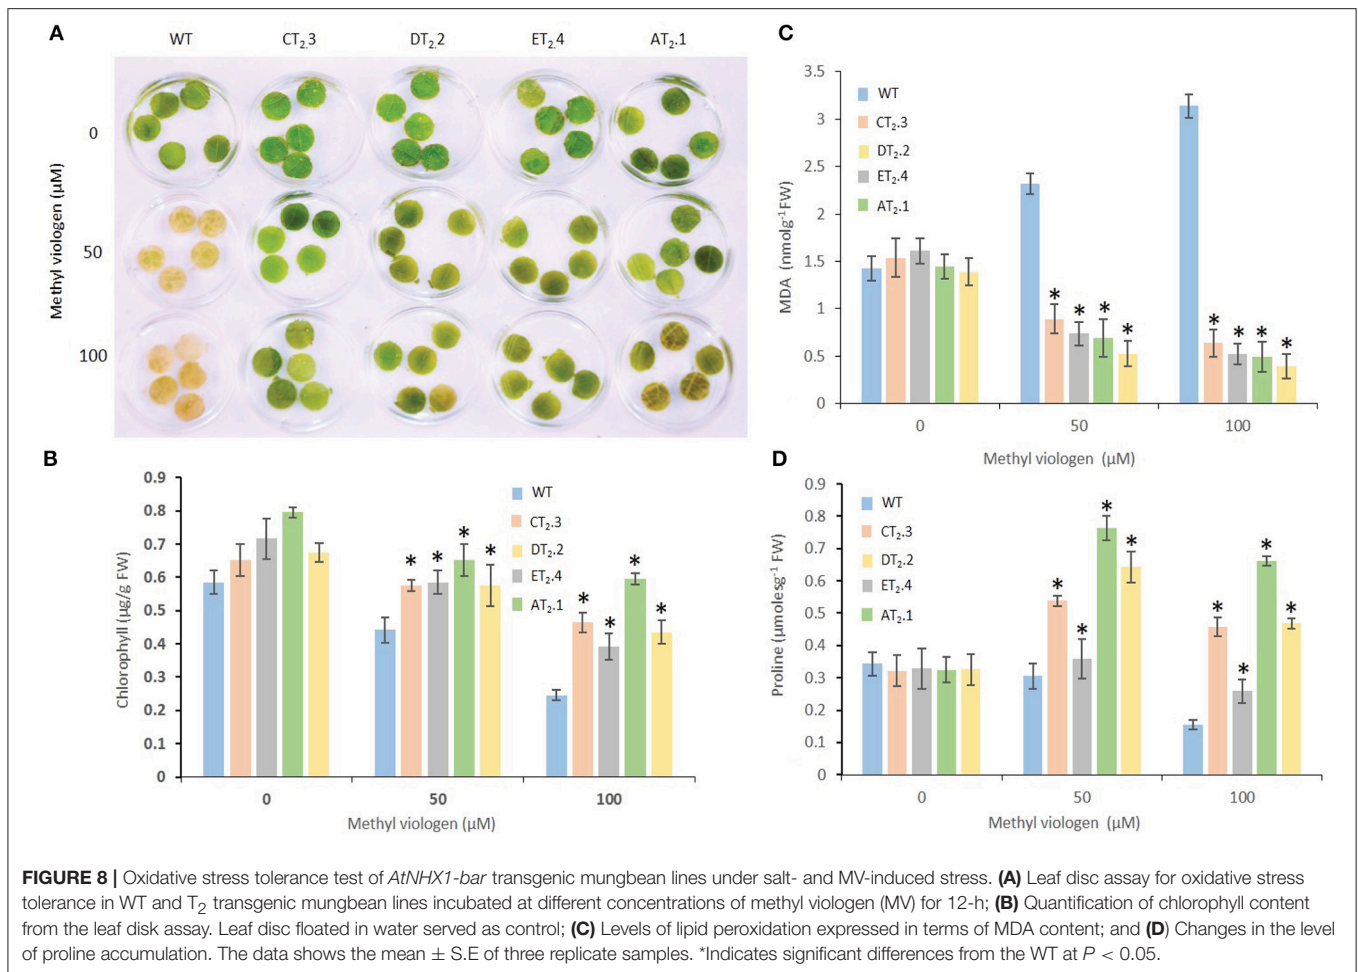 A
WT
CT2.3
DT2.2
ET2.4
AT2.1
Methyl viologen (µM)
0
50
100
B
Chlorophyll (µg/g FW)
0.9
0.8
0.7
0.6
0.5
0.4
0.3
0.2
0.1
0
WT
CT2.3
DT2.2
ET2.4
AT2.1
* * * *
* * * *
0 50 100
Methyl viologen (µM)
C
MDA (nmolg-1FW)
3.5
3
2.5
2
1.5
1
0.5
0
WT
CT2.3
DT2.2
ET2.4
AT2.1
* * * *
* * * *
0 50 100
Methyl viologen (µM)
D
Proline (µmolesg-1 FW)
0.9
0.8
0.7
0.6
0.5
0.4
0.3
0.2
0.1
0
WT
CT2.3
DT2.2
ET2.4
AT2.1
* * * *
* * * *
0 50 100
Methyl viologen (µM)
FIGURE 8 | Oxidative stress tolerance test of AtNHX1-bar transgenic mungbean lines under salt- and MV-induced stress. (A) Leaf disc assay for oxidative stress
tolerance in WT and T2 transgenic mungbean lines incubated at different concentrations of methyl viologen (MV) for 12-h; (B) Quantification of chlorophyll content
from the leaf disk assay. Leaf disc floated in water served as control; (C) Levels of lipid peroxidation expressed in terms of MDA content; and (D) Changes in the level
of proline accumulation. The data shows the mean ± S.E of three replicate samples. *Indicates significant differences from the WT at P < 0.05.